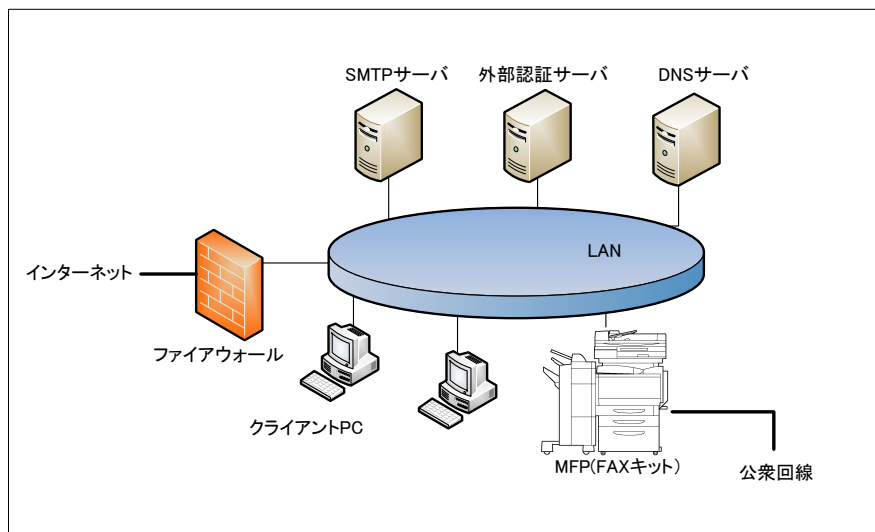 SMTPサーバ
外部認証サーバ
DNSサーバ
LAN
インターネット
ファイアウォール
クライアントPC
MFP(FAXキット)
公衆回線